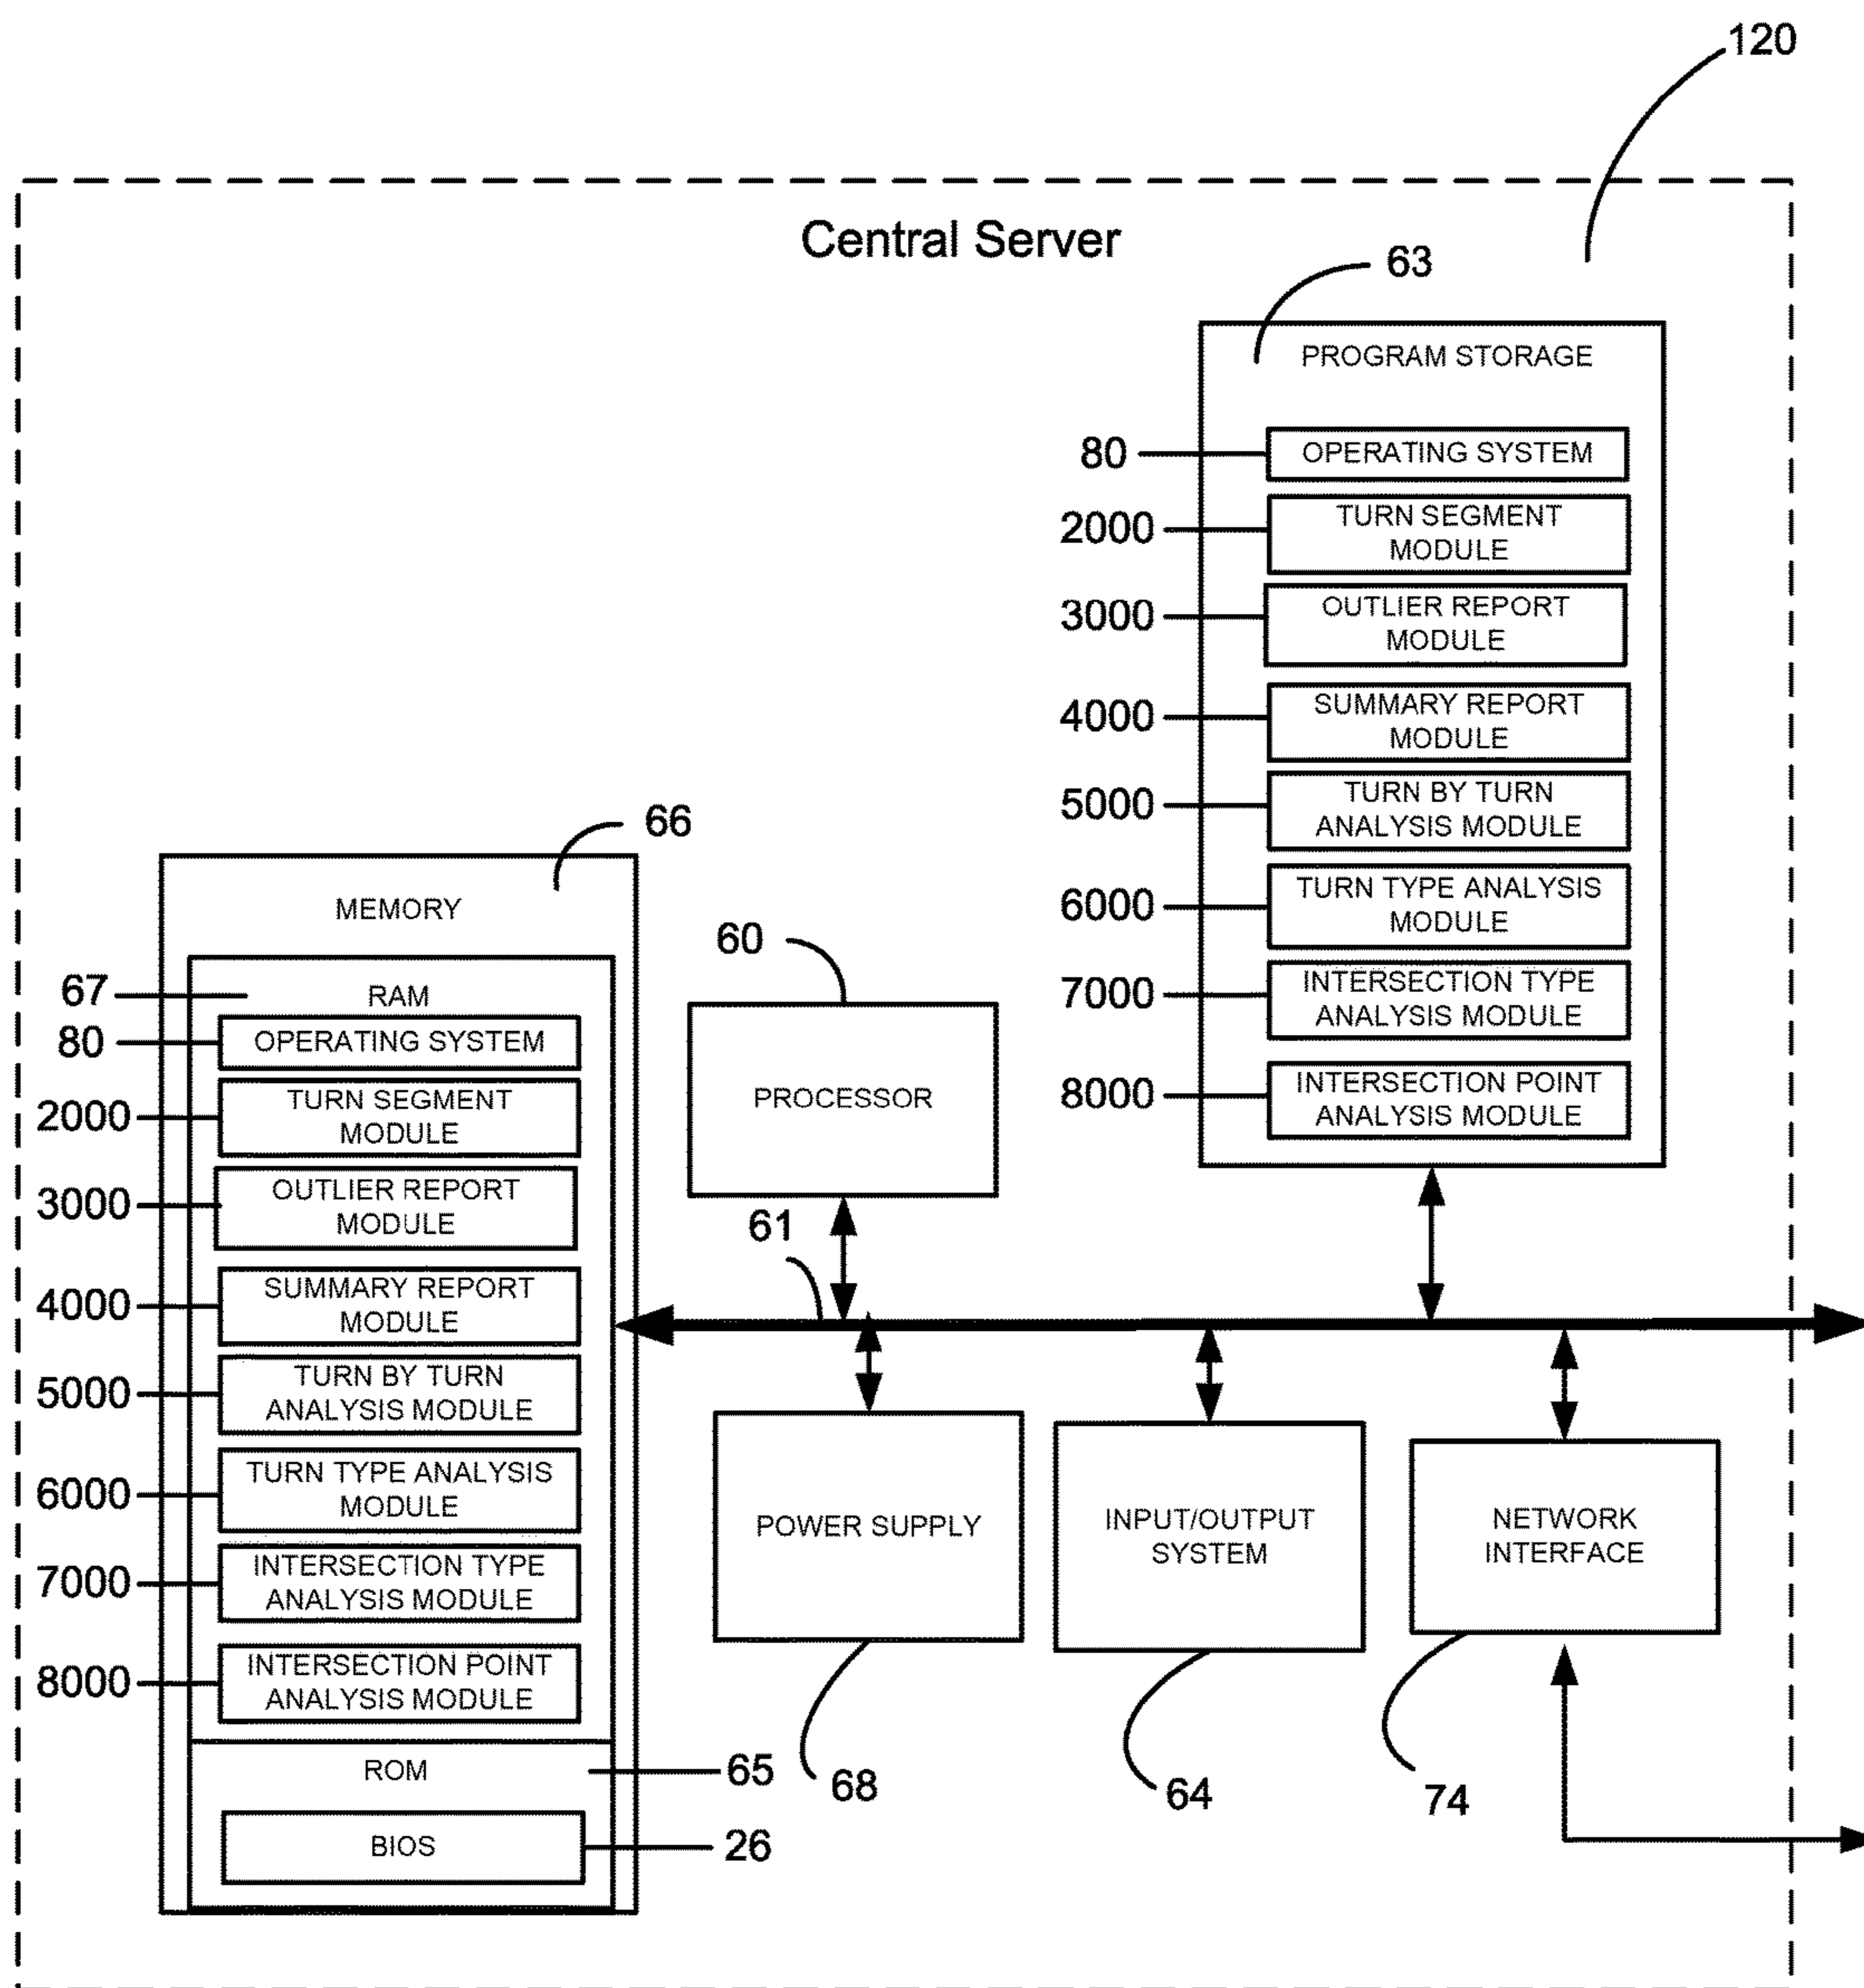 120
Central Server
63
PROGRAM STORAGE
80
OPERATING SYSTEM
2000
TURN SEGMENT
MODULE
3000
OUTLIER REPORT
MODULE
4000
SUMMARY REPORT
MODULE
5000
TURN BY TURN
ANALYSIS MODULE
6000
TURN TYPE ANALYSIS
MODULE
7000
INTERSECTION TYPE
ANALYSIS MODULE
8000
INTERSECTION POINT
ANALYSIS MODULE
66
MEMORY
67
RAM
80
OPERATING SYSTEM
2000
TURN SEGMENT
MODULE
3000
OUTLIER REPORT
MODULE
4000
SUMMARY REPORT
MODULE
5000
TURN BY TURN
ANALYSIS MODULE
6000
TURN TYPE ANALYSIS
MODULE
7000
INTERSECTION TYPE
ANALYSIS MODULE
8000
INTERSECTION POINT
ANALYSIS MODULE
ROM
65
BIOS
26
60
PROCESSOR
61
POWER SUPPLY
68
INPUT/OUTPUT
SYSTEM
64
NETWORK
INTERFACE
74